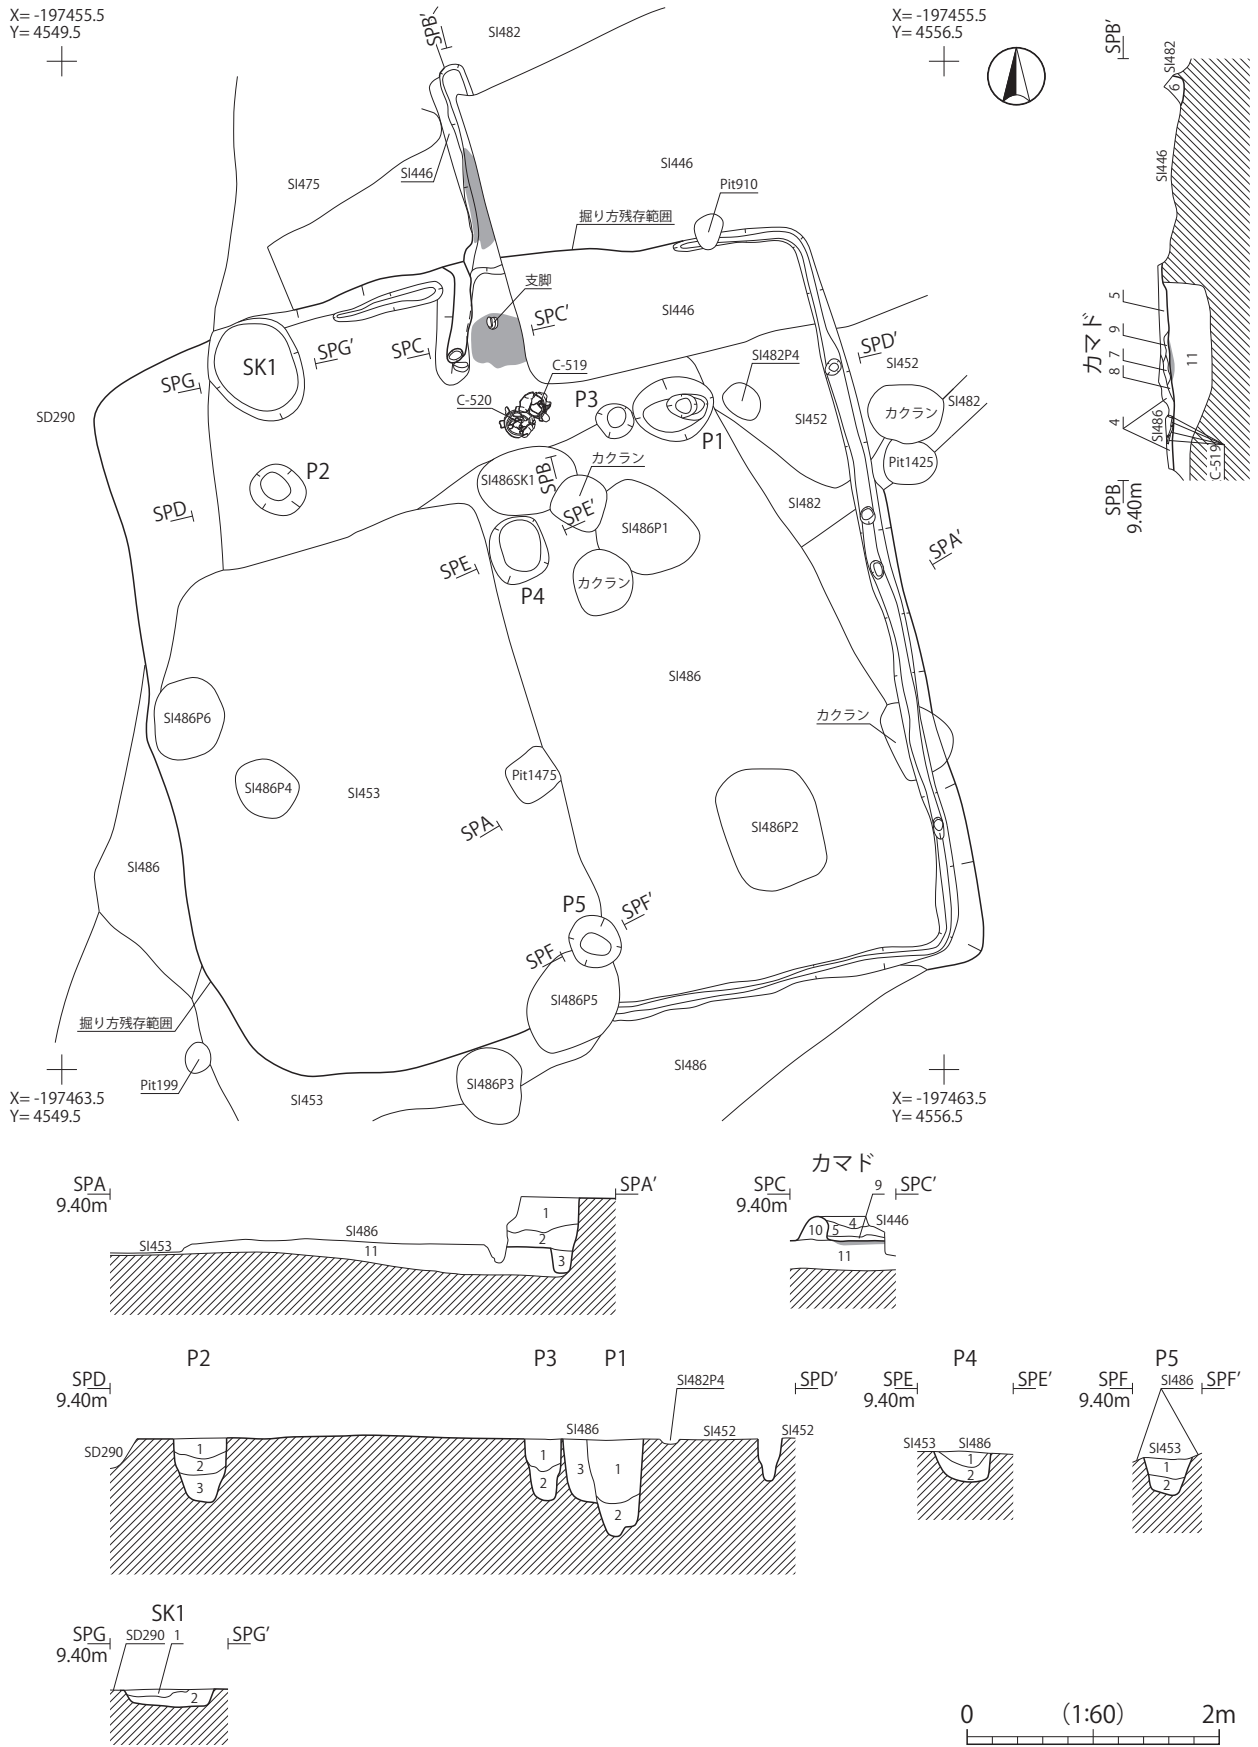 X= -197455.5
Y= 4549.5
SPB’
SI482
X= -197455.5
Y= 4556.5
SPB’
SI482
6
SI446
SI475
SI446
SI446
Pit910
掘り方残存範囲
支脚
SPC’
SI446
SPC
SPG’
SK1
SPG
C-519
C-520
P3
P1
SI482P4
SPD’
SI452
SI452
カクラン
SI482
Pit1425
SD290
P2
SPD
SI486SK1
SPB
カクラン
SPE’
SI486P1
SI482
SPE
P4
カクラン
SPA’
カマド
5
9
7
8
4
11
SI486
C-519
SPB
9.40m
SI486
カクラン
SI486P6
SI486P4
SI453
Pit1475
SPA
SI486P2
SI486
P5
SPF’
SPF
SI486P5
掘り方残存範囲
Pit199
SI453
SI486P3
SI486
X= -197463.5
Y= 4549.5
X= -197463.5
Y= 4556.5
SPA
9.40m
SPA’
SI453
SI486
11
1
2
3
カマド
SPC
9.40m
SPC’
9
SI446
10
5
4
11
P2
P3
P1
SPD
9.40m
SPD’
SI482P4
SD290
SI486
SI452
SI452
1
2
3
1
2
3
1
2
P4
SPE
9.40m
SPE’
SI453
SI486
1
2
P5
SPF
9.40m
SI486
SPF’
SI453
1
2
SK1
SPG
9.40m
SD290
1
SPG’
2
0
(1:60)
2m